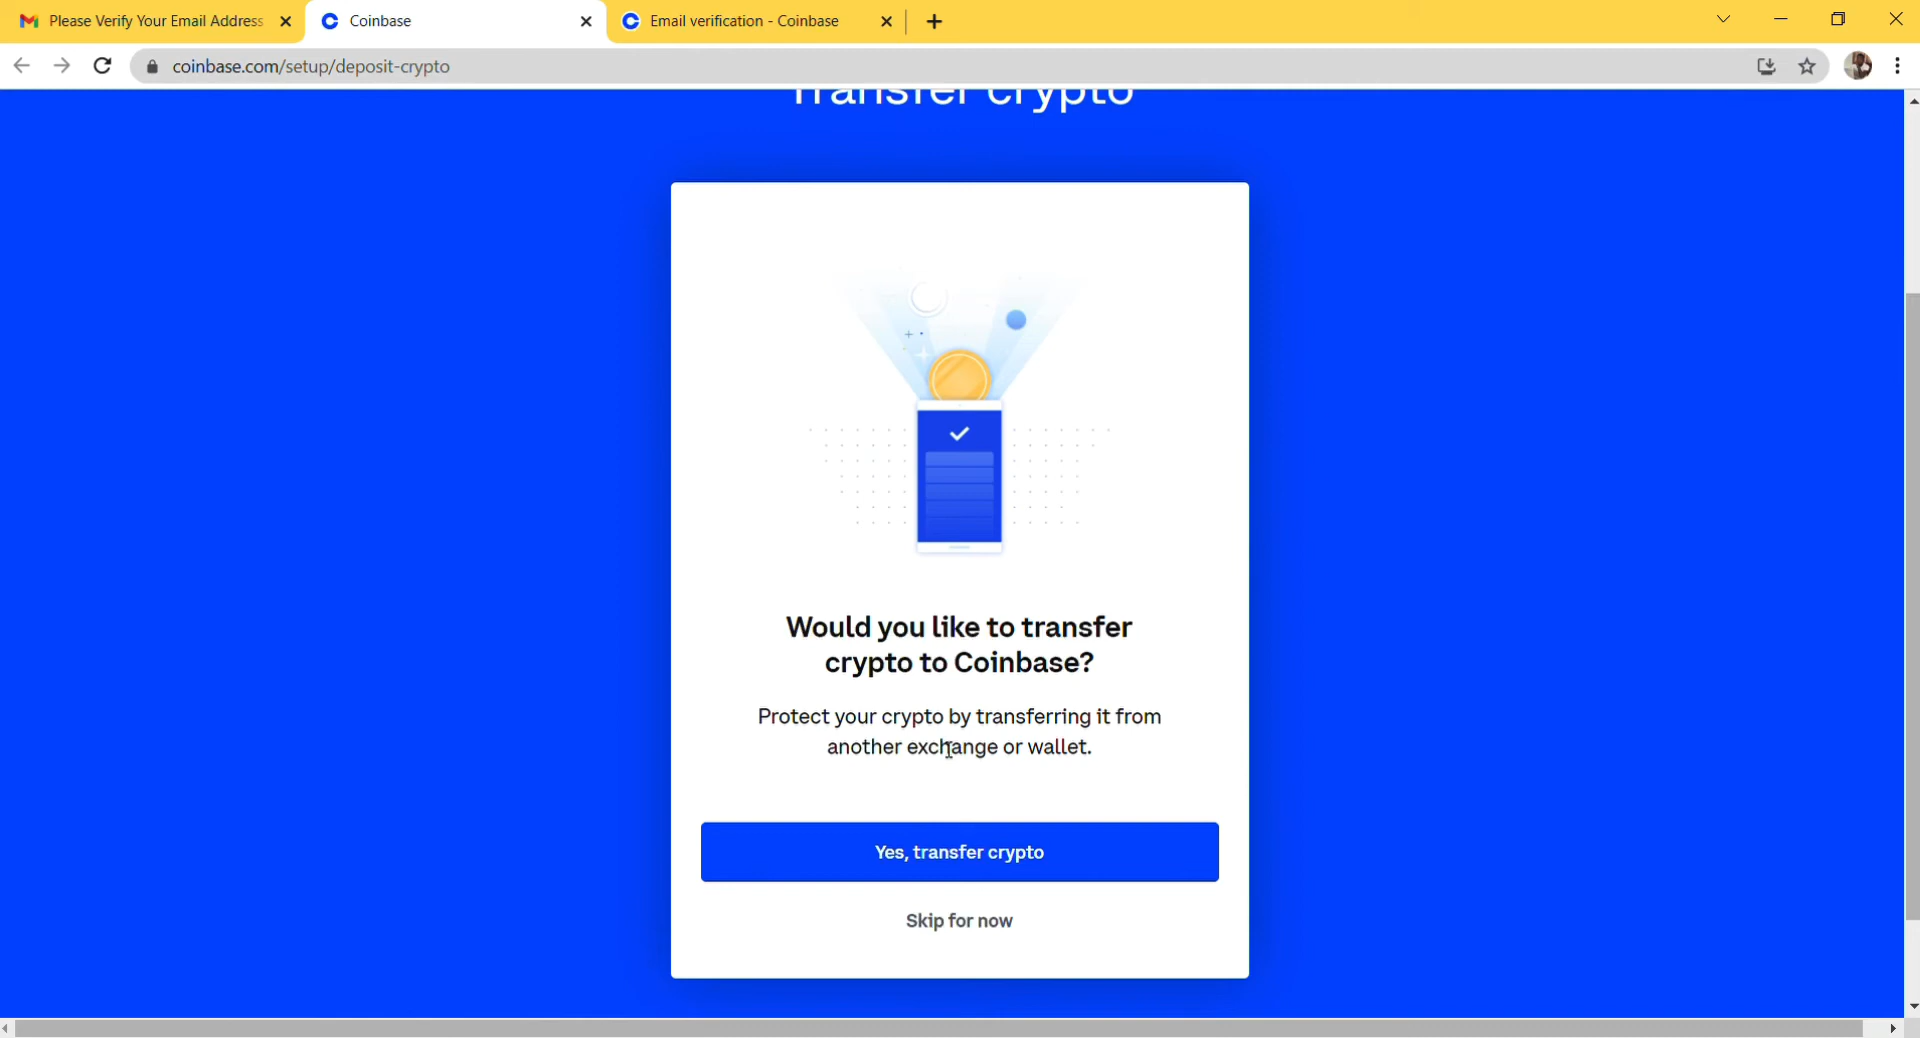 Please Verify Your Email Address
Coinbase
Email verification - Coinbase
coinbase.com/setup/deposit-crypto
Transfer crypto
Would you like to transfer
crypto to Coinbase?
Protect your crypto by transferring it from
another exchange or wallet.
Yes, transfer crypto
Skip for now